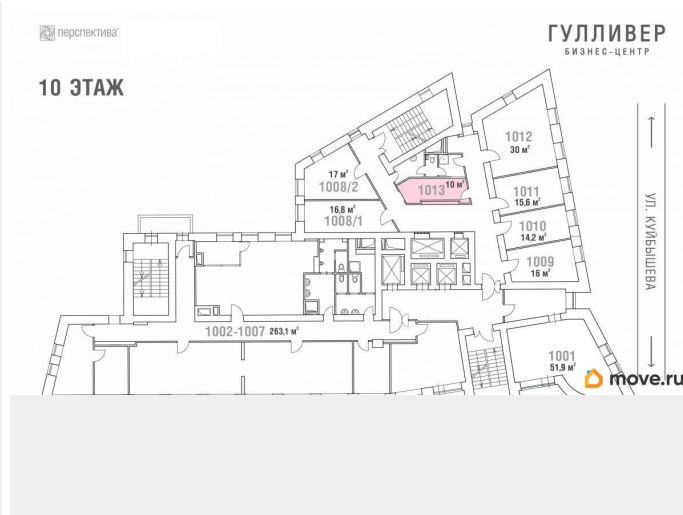 перспектива
ГУЛЛИВЕР
БИЗНЕС-ЦЕНТР
10 ЭТАЖ
1012
30 м²
17 м²
1008/2
1013
10 м²
1011
15,6 м²
16,8 м²
1008/1
1010
14,2 м²
1009
16 м²
УЛ. КУЙБЫШЕВА
1002-1007 263,1 м²
1001
51,9 м²
move.ru